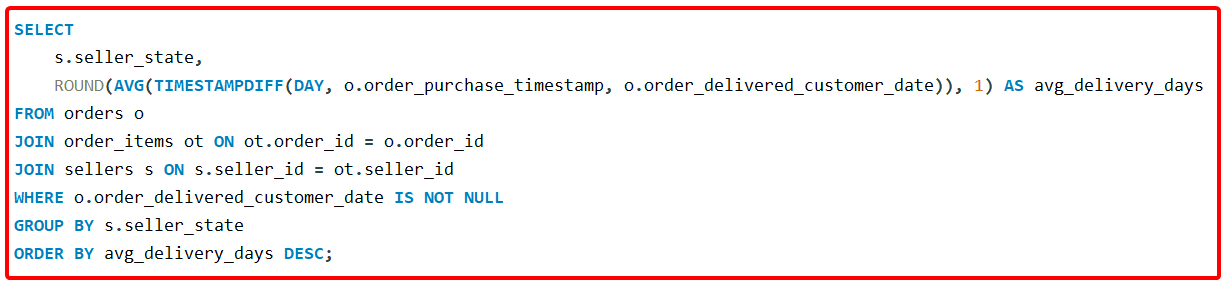 SELECT
    s.seller_state,
    ROUND(AVG(TIMESTAMPDIFF(DAY, o.order_purchase_timestamp, o.order_delivered_customer_date)), 1) AS avg_delivery_days
FROM orders o
JOIN order_items ot ON ot.order_id = o.order_id
JOIN sellers s ON s.seller_id = ot.seller_id
WHERE o.order_delivered_customer_date IS NOT NULL
GROUP BY s.seller_state
ORDER BY avg_delivery_days DESC;